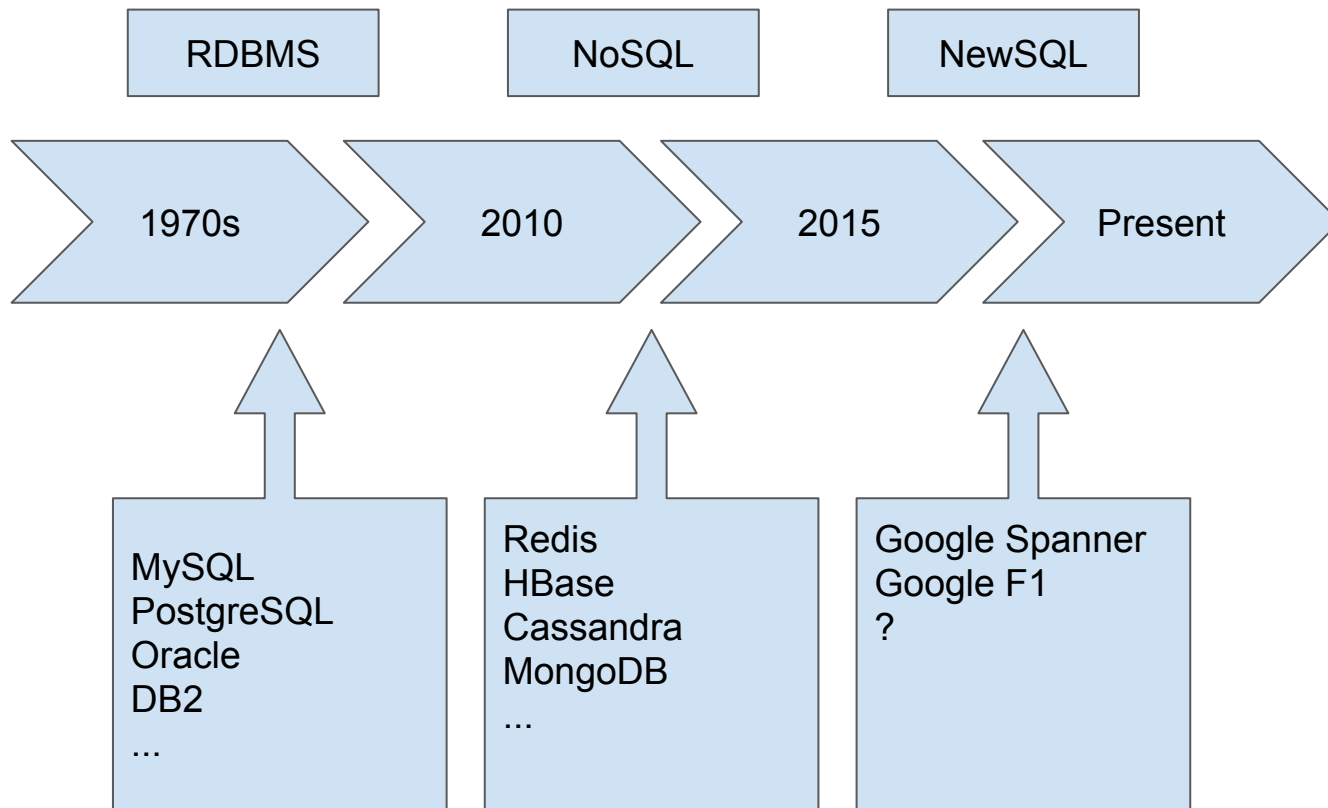 RDBMS
NoSQL
NewSQL
1970s
2010
2015
Present
MySQL
PostgreSQL
Oracle
DB2
...
Redis
HBase
Cassandra
MongoDB
...
Google Spanner
Google F1
?